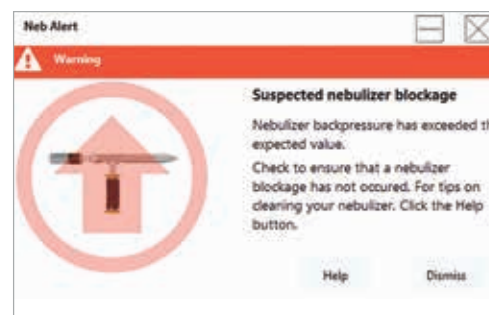 Neb Alert
Warning
Suspected nebulizer blockage
Nebulizer backpressure has exceeded th
expected value.
Check to ensure that a nebulizer
blockage has not occured. For tips on
cleaning your nebulizer. Click the Help
button.
Help
Dismiss